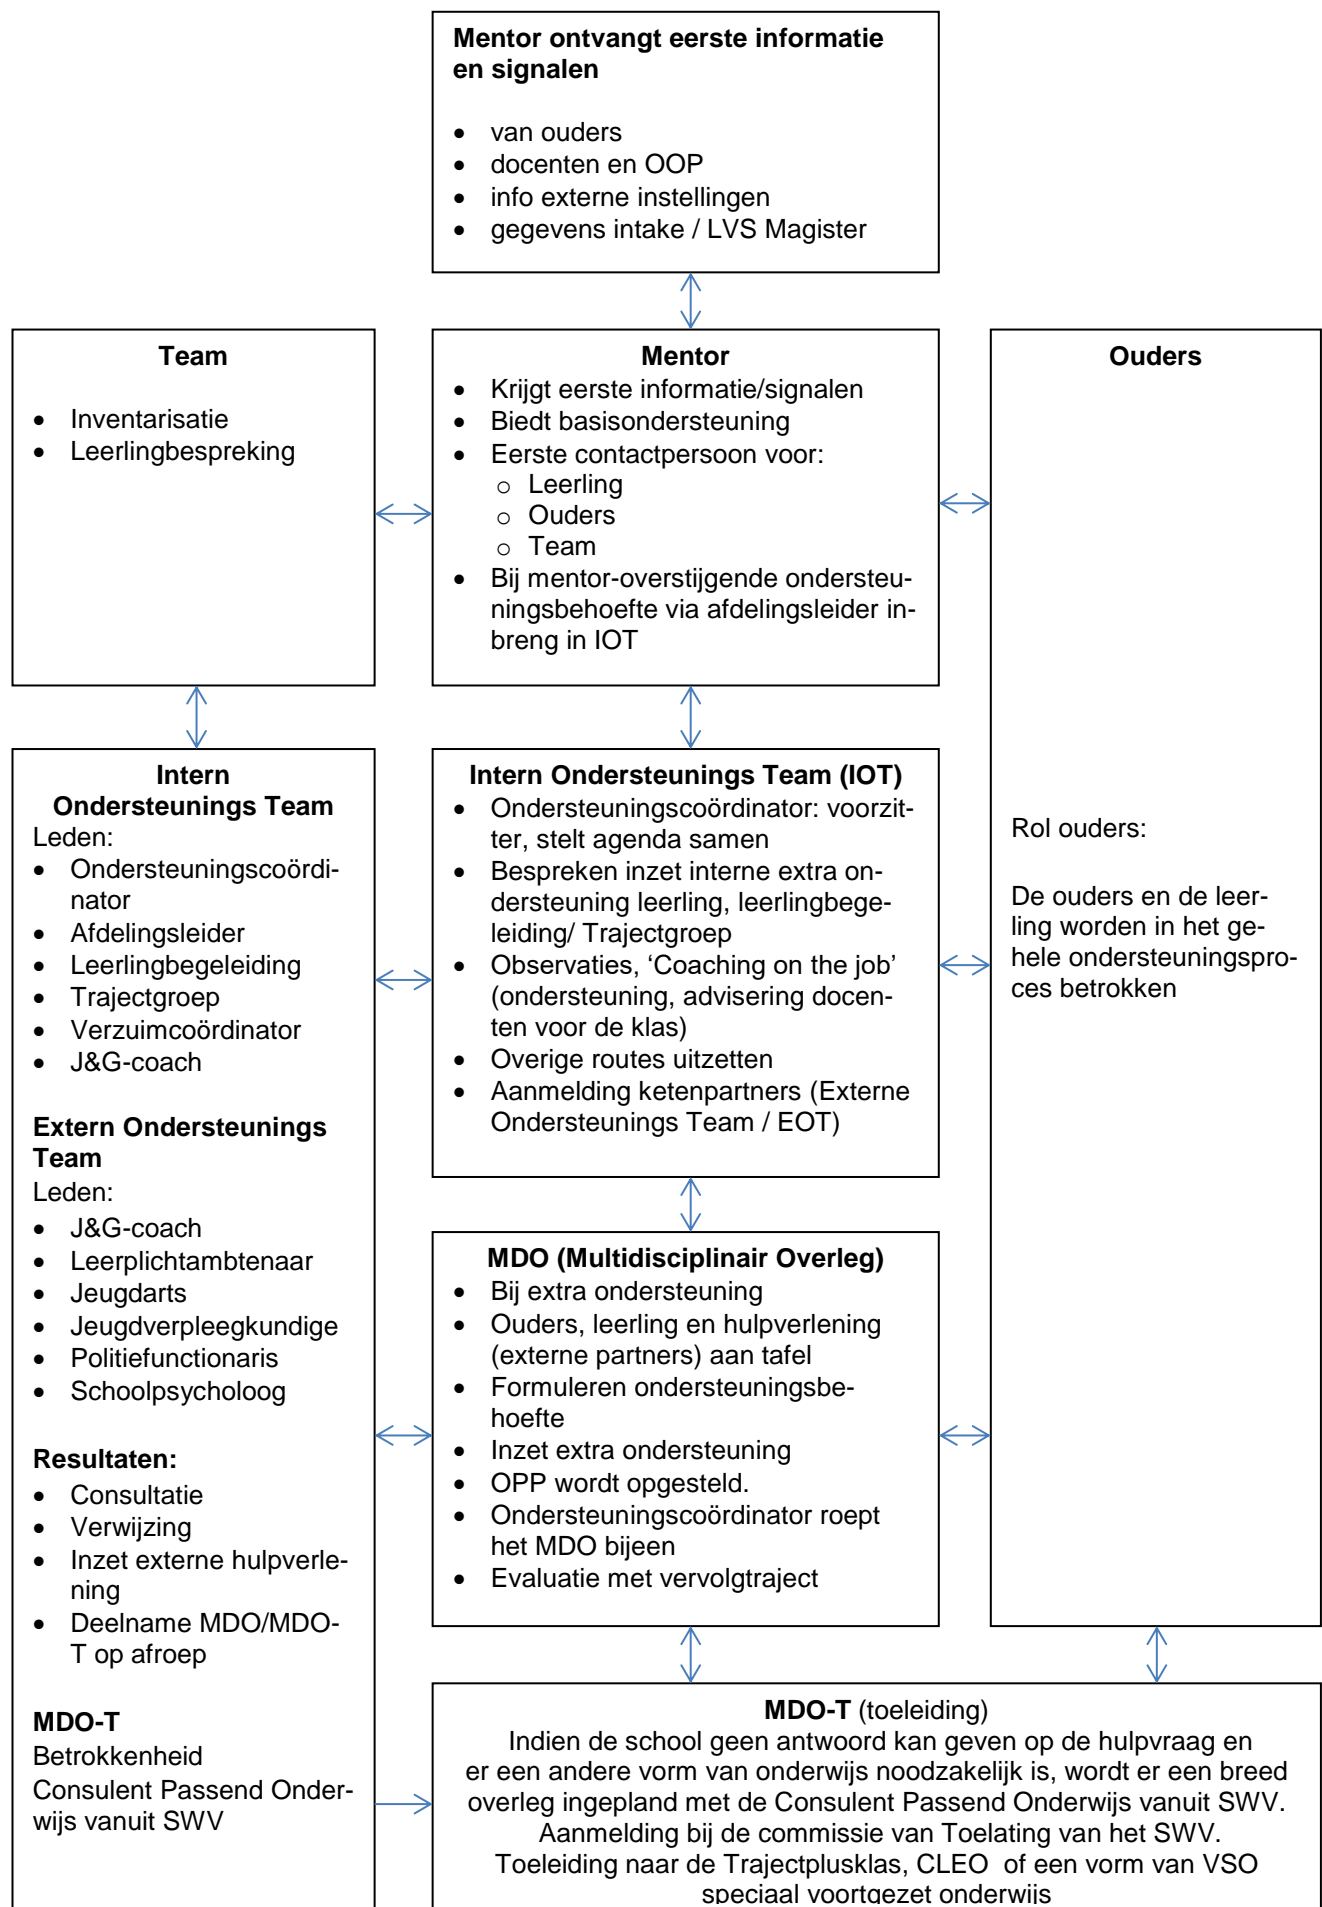 Mentor ontvangt eerste informatie
en signalen
• van ouders
• docenten en OOP
• info externe instellingen
• gegevens intake / LVS Magister
Team
• Inventarisatie
• Leerlingbespreking
Mentor
• Krijgt eerste informatie/signalen
• Biedt basisondersteuning
• Eerste contactpersoon voor:
o Leerling
o Ouders
o Team
• Bij mentor-overstijgende ondersteu-
ningsbehoefte via afdelingsleider in-
breng in IOT
Ouders
Rol ouders:
De ouders en de leer-
ling worden in het ge-
hele ondersteuningspro-
ces betrokken
Intern
Ondersteunings Team
Leden:
• Ondersteuningscoördi-
nator
• Afdelingsleider
• Leerlingbegeleiding
• Trajectgroep
• Verzuimcoördinator
• J&G-coach
Extern Ondersteunings
Team
Leden:
• J&G-coach
• Leerplichtambtenaar
• Jeugdarts
• Jeugdverpleegkundige
• Politiefunctionaris
• Schoolpsycholoog
Resultaten:
• Consultatie
• Verwijzing
• Inzet externe hulpverle-
ning
• Deelname MDO/MDO-
T op afroep
MDO-T
Betrokkenheid
Consulent Passend Onder-
wijs vanuit SWV
Intern Ondersteunings Team (IOT)
• Ondersteuningscoördinator: voorzit-
ter, stelt agenda samen
• Bespreken inzet interne extra on-
dersteuning leerling, leerlingbege-
leiding/ Trajectgroep
• Observaties, ‘Coaching on the job’
(ondersteuning, advisering docen-
ten voor de klas)
• Overige routes uitzetten
• Aanmelding ketenpartners (Externe
Ondersteunings Team / EOT)
MDO (Multidisciplinair Overleg)
• Bij extra ondersteuning
• Ouders, leerling en hulpverlening
(externe partners) aan tafel
• Formuleren ondersteuningsbe-
hoefte
• Inzet extra ondersteuning
• OPP wordt opgesteld.
• Ondersteuningscoördinator roept
het MDO bijeen
• Evaluatie met vervolgtraject
MDO-T (toeleiding)
Indien de school geen antwoord kan geven op de hulpvraag en
er een andere vorm van onderwijs noodzakelijk is, wordt er een breed
overleg ingepland met de Consulent Passend Onderwijs vanuit SWV.
Aanmelding bij de commissie van Toelating van het SWV.
Toeleiding naar de Trajectplusklas, CLEO of een vorm van VSO
speciaal voortgezet onderwijs